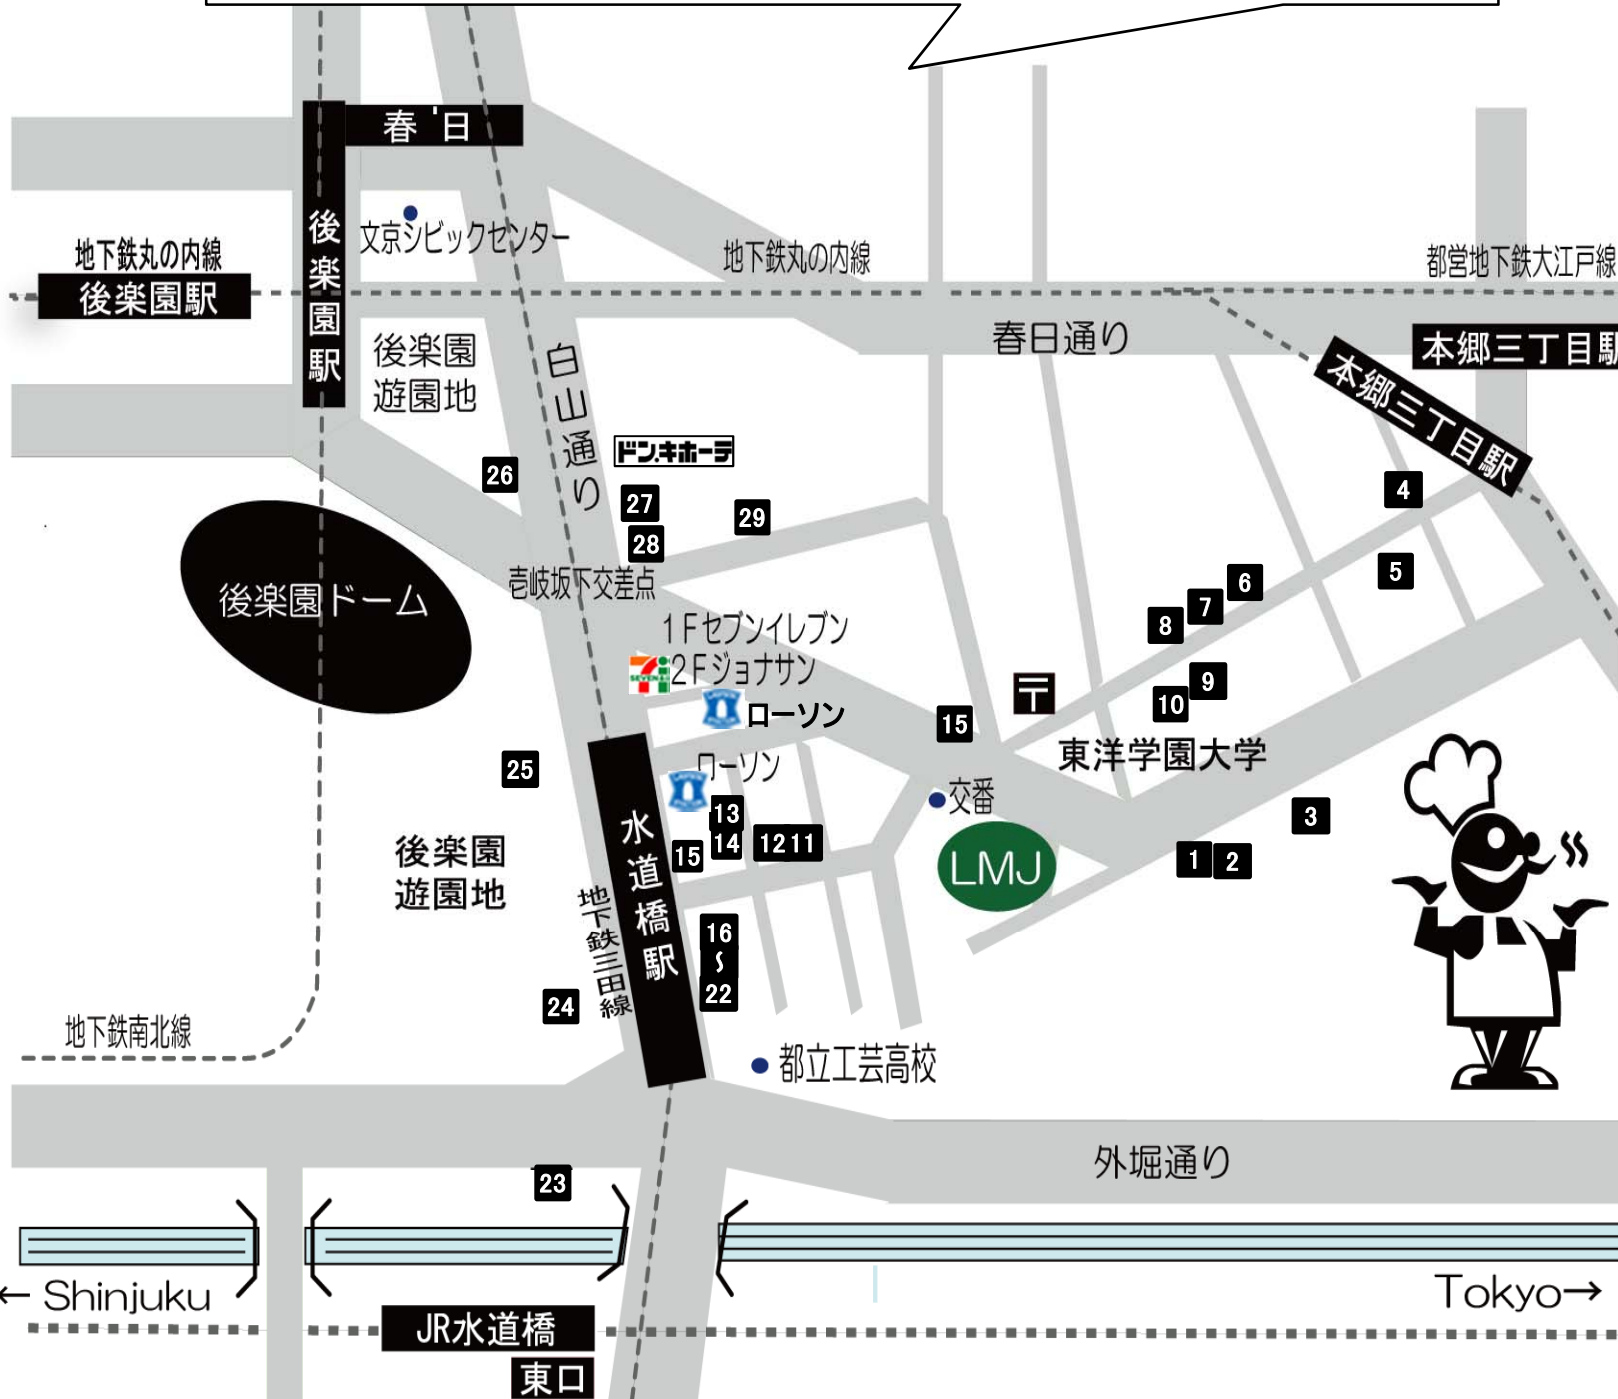 春日
後楽園駅
文京シビックセンター
地下鉄丸の内線
後楽園駅
地下鉄丸の内線
都営地下鉄大江戸線
春日通り
本郷三丁目駅
本郷三丁目駅
後楽園
遊園地
白山通り
ドン.キホーテ
26
27
28
29
4
5
6
7
8
9
10
壱岐坂下交差点
後楽園ドーム
1Fセブンイレブン
SEVEN
2Fジョナサン
ローソン
15
〒
東洋学園大学
25
ローソン
交番
13
14
12
11
15
3
1
2
LMJ
水道橋駅
後楽園
遊園地
地下鉄三田線
16
～
22
24
地下鉄南北線
都立工芸高校
外堀通り
23
← Shinjuku
Tokyo→
JR水道橋
東口